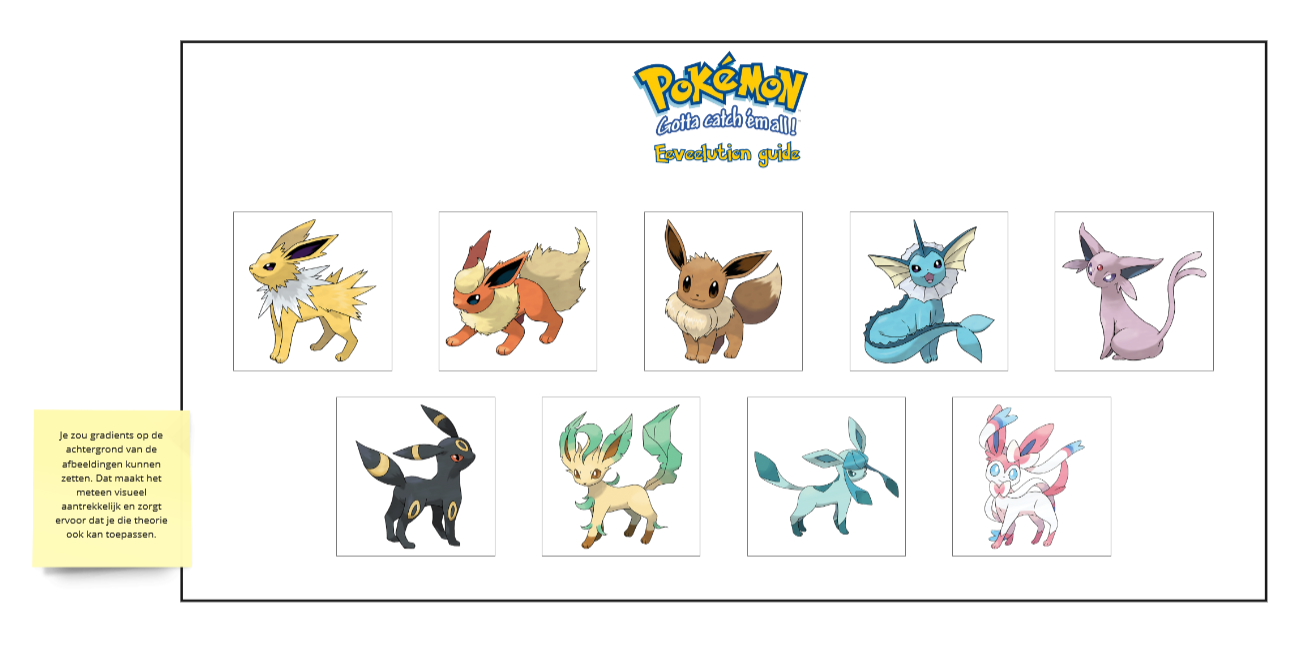 POKéMON
Gotta catch 'em all!
Eeveelution guide
Je zou gradients op de
achtergrond van de
afbeeldingen kunnen
zetten. Dat maakt het
meteen visueel
aantrekkelijk en zorgt
ervoor dat je die theorie
ook kan toepassen.